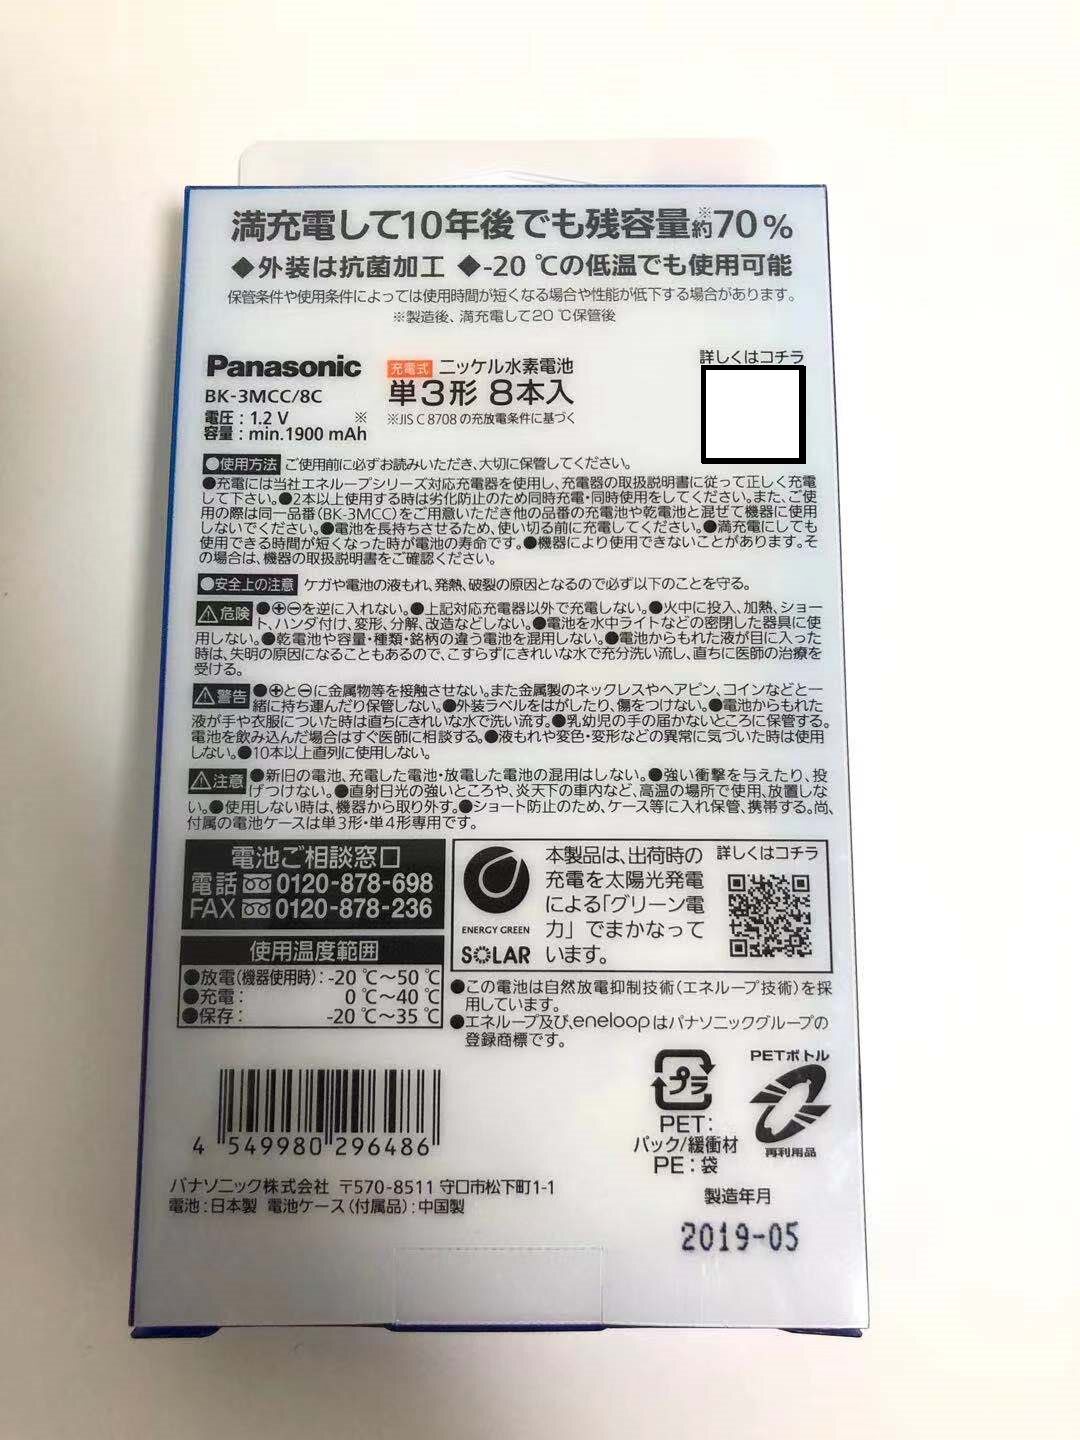 満充電して10年後でも残容量※約70%
◆外装は抗菌加工 ◆-20 ℃の低温でも使用可能
保管条件や使用条件によっては使用時間が短くなる場合や性能が低下する場合があります。
※製造後、満充電して20 ℃保管後
Panasonic
BK-3MCC/8C
電圧：1.2 V
容量：min.1900 mAh※
充電式 ニッケル水素電池
単3形 8本入
※JIS C 8708 の充放電条件に基づく
詳しくはコチラ
●使用方法 ご使用前に必ずお読みいただき、大切に保管してください。
●充電には当社エネループシリーズ対応充電器を使用し、充電器の取扱説明書に従って正しく充電
して下さい。●2本以上使用する時は劣化防止のため同時充電・同時使用をしてください。また、ご使
用の際は同一品番(BK-3MCC)をご用意いただき他の品番の充電池や乾電池と混ぜて機器に使用
しないでください。●電池を長持ちさせるため、使い切る前に充電してください。●満充電にしても
使用できる時間が短くなった時が電池の寿命です。●機器により使用できないことがあります。そ
の場合は、機器の取扱説明書をご確認ください。
●安全上の注意 ケガや電池の液もれ、発熱、破裂の原因となるので必ず以下のことを守る。
⚠危険 ●⊕⊖を逆に入れない。●上記対応充電器以外で充電しない。●火中に投入、加熱、ショー
ト、ハンダ付け、変形、分解、改造などしない。●電池を水中ライトなどの密閉した器具に使
用しない。●乾電池や容量・種類・銘柄の違う電池を混用しない。●電池からもれた液が目に入った
時は、失明の原因になることもあるので、こすらずにきれいな水で充分洗い流し、直ちに医師の治療を
受ける。
⚠警告 ●⊕と⊖に金属物等を接触させない。また金属製のネックレスやヘアピン、コインなどと一
緒に持ち運んだり保管しない。●外装ラベルをはがしたり、傷をつけない。●電池からもれた
液が手や衣服についた時は直ちにきれいな水で洗い流す。●乳幼児の手の届かないところに保管する。
電池を飲み込んだ場合はすぐ医師に相談する。●液もれや変色・変形などの異常に気づいた時は使用
しない。●10本以上直列に使用しない。
⚠注意 ●新旧の電池、充電した電池・放電した電池の混用はしない。●強い衝撃を与えたり、投
げつけない。●直射日光の強いところや、炎天下の車内など、高温の場所で使用、放置しな
い。●使用しない時は、機器から取り外す。●ショート防止のため、ケース等に入れ保管、携帯する。尚、
付属の電池ケースは単3形・単4形専用です。
電池ご相談窓口
電話 0120-878-698
FAX 0120-878-236
使用温度範囲
●放電(機器使用時)：-20 ℃～50 ℃
●充電： 0 ℃～40 ℃
●保存： -20 ℃～35 ℃
ENERGY GREEN
SOLAR
本製品は、出荷時の
充電を太陽光発電
による「グリーン電
力」でまかなって
います。
詳しくはコチラ
●この電池は自然放電抑制技術(エネループ技術)を採
用しています。
●エネループ及び、eneloopはパナソニックグループの
登録商標です。
4 549980 296486
プラ
PET：
パック/緩衝材
PE：袋
PETボトル
再利用品
パナソニック株式会社 〒570-8511 守口市松下町1-1
電池：日本製 電池ケース(付属品)：中国製
製造年月
2019-05